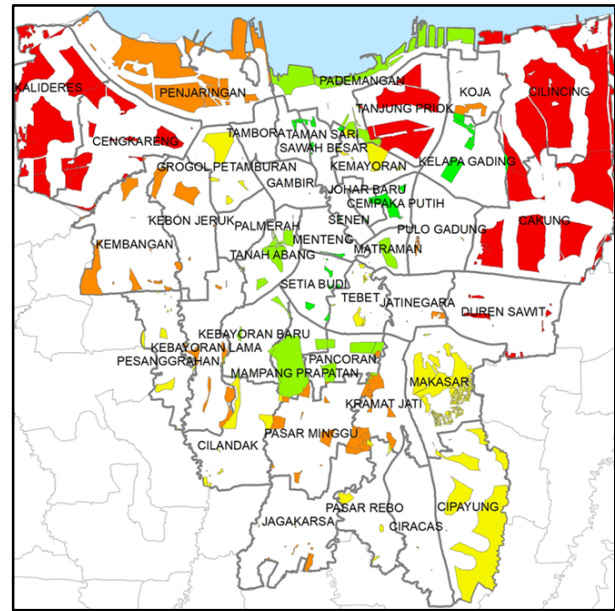 PADEMANGAN
KALIDERES
PENJARINGAN
KOJA
CILINCING
TANJUNG PRIOK
CENGKARENG
TAMBORA
TAMAN SARI
SAWAH BESAR
KEMAYORAN
KELAPA GADING
GROGOL PETAMBURAN
GAMBIR
JOHAR BARU
CEMPAKA PUTIH
KEBON JERUK
PALMERAH
SENEN
CAKUNG
KEMBANGAN
MENTENG
PULO GADUNG
TANAH ABANG
MATRAMAN
SETIA BUDI
TEBET
JATINEGARA
DUREN SAWIT
KEBAYORAN BARU
KEBAYORAN LAMA
PESANGGRAHAN
PANCORAN
MAMPANG PRAPATAN
MAKASAR
KRAMAT JATI
PASAR MINGGU
CILANDAK
PASAR REBO
CIPAYUNG
JAGAKARSA
CIRACAS